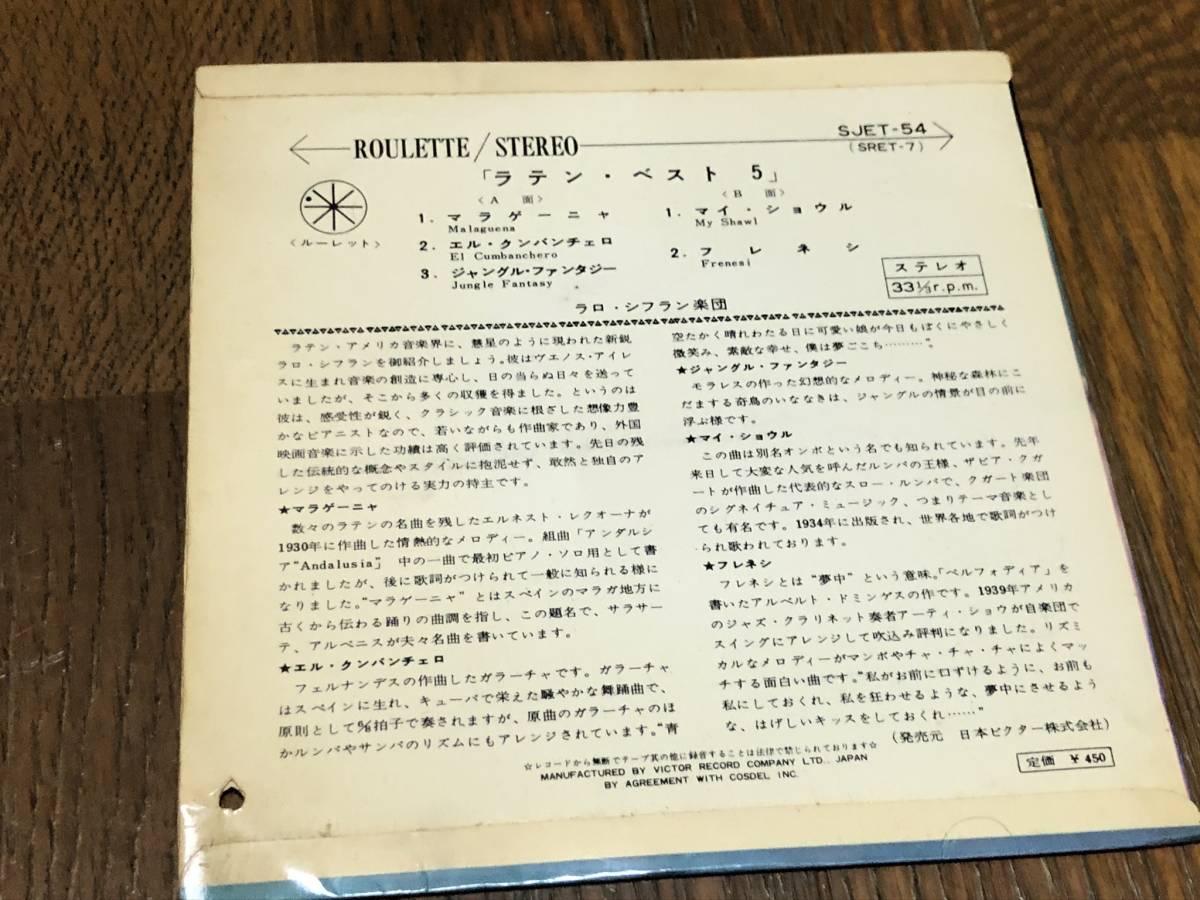 ROULETTE/STEREO
SJET-54
(SRET-7)
「ラテン・ベスト 5」
〈ルーレット〉
〈A 面〉
1. マラゲーニャ
Malaguena
2. エル・クンバンチェロ
El Cumbanchero
3. ジャングル・ファンタジー
Jungle Fantasy
〈B 面〉
1. マイ・ショウル
My Shawl
2. フレネシ
Frenesi
ステレオ
33⅓r.p.m.
ラロ・シフラン楽団
ラテン・アメリカ音楽界に、彗星のように現われた新鋭
ラロ・シフランを御紹介しましょう。彼はヴエノス・アイレ
スに生まれ音楽の創造に専心し、日の当らぬ日々を送って
いましたが、そこから多くの収穫を得ました。というのは
彼は、感受性が鋭く、クラシック音楽に根ざした想像力豊
かなピアニストなので、若いながらも作曲家であり、外国
映画音楽に示した功績は高く評価されています。先日の残
した伝統的な概念やスタイルに抱泥せず、敢然と独自のア
レンジをやってのける実力の持主です。
★マラゲーニャ
数々のラテンの名曲を残したエルネスト・レクオーナが
1930年に作曲した情熱的なメロディー。組曲「アンダルシ
ア"Andalusia」 中の一曲で最初ピアノ・ソロ用として書
かれましたが、後に歌詞がつけられて一般に知られる様に
なりました。"マラゲーニャ" とはスペインのマラガ地方に
古くから伝わる踊りの曲調を指し、この題名で、サラサー
テ、アルベニスが夫々名曲を書いています。
★エル・クンバンチェロ
フェルナンデスの作曲したガラーチャです。ガラーチャ
はスペインに生れ、キューバで栄えた騒やかな舞踊曲で、
原則として6/8拍子で奏されますが、原曲のガラーチャのほ
かルンバやサンバのリズムにもアレンジされています。"青
空たかく晴れわたる日に可愛い娘が今日もぼくにやさしく
微笑み、素敵な幸せ、僕は夢ごこち………"。
★ジャングル・ファンタジー
モラレスの作った幻想的なメロディー。神秘な森林にこ
だまする奇鳥のいななきは、ジャングルの情景が目の前に
浮ぶ様です。
★マイ・ショウル
この曲は別名オンボという名でも知られています。先年
来日して大変な人気を呼んだルンバの王様、ザビア・クガ
ートが作曲した代表的なスロー・ルンバで、クガート楽団
のシグネイチュア・ミュージック、つまりテーマ音楽とし
ても有名です。1934年に出版され、世界各地で歌詞がつけ
られ歌われております。
★フレネシ
フレネシとは "夢中" という意味。「ペルフォディア」を
書いたアルベルト・ドミンゲスの作です。1939年アメリカ
のジャズ・クラリネット奏者アーティ・ショウが自楽団で
スイングにアレンジして吹込み評判になりました。リズミ
カルなメロディーがマンボやチャ・チャ・チャによくマッ
チする面白い曲です。"私がお前に口ずけるように、お前も
私にしておくれ、私を狂わせるような、夢中にさせるよう
な、はげしいキッスをしておくれ……"
(発売元 日本ビクター株式会社)
☆レコードから無断でテープ其の他に録音することは法律で禁じられております☆
MANUFACTURED BY VICTOR RECORD COMPANY LTD., JAPAN
BY AGREEMENT WITH COSDEL INC.
定価 ¥ 450